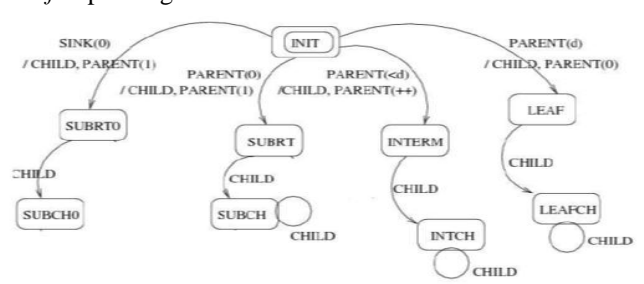 INIT
SINK(0)
/ CHILD, PARENT(1)
PARENT(0)
/ CHILD, PARENT(1)
PARENT(<d)
/CHILD, PARENT(++)
PARENT(d)
/ CHILD, PARENT(0)
SUBRT0
SUBRT
INTERM
LEAF
CHILD
CHILD
CHILD
CHILD
SUBCH0
SUBCH
CHILD
INTCH
CHILD
LEAFCH
CHILD